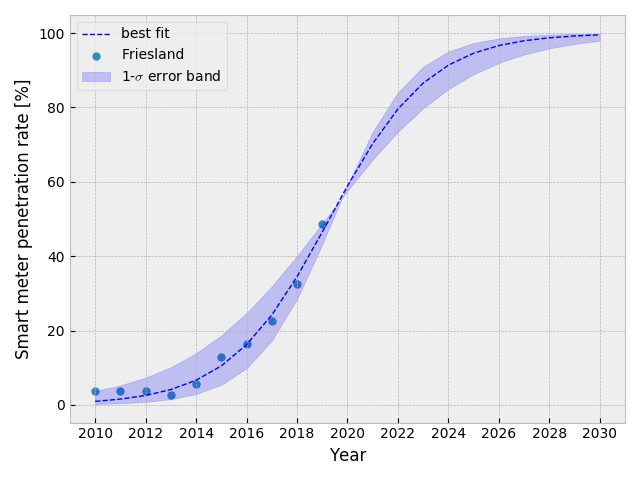 best fit
Friesland
1-σ error band
Smart meter penetration rate [%]
100
80
60
40
20
0
2010 2012 2014 2016 2018 2020 2022 2024 2026 2028 2030
Year